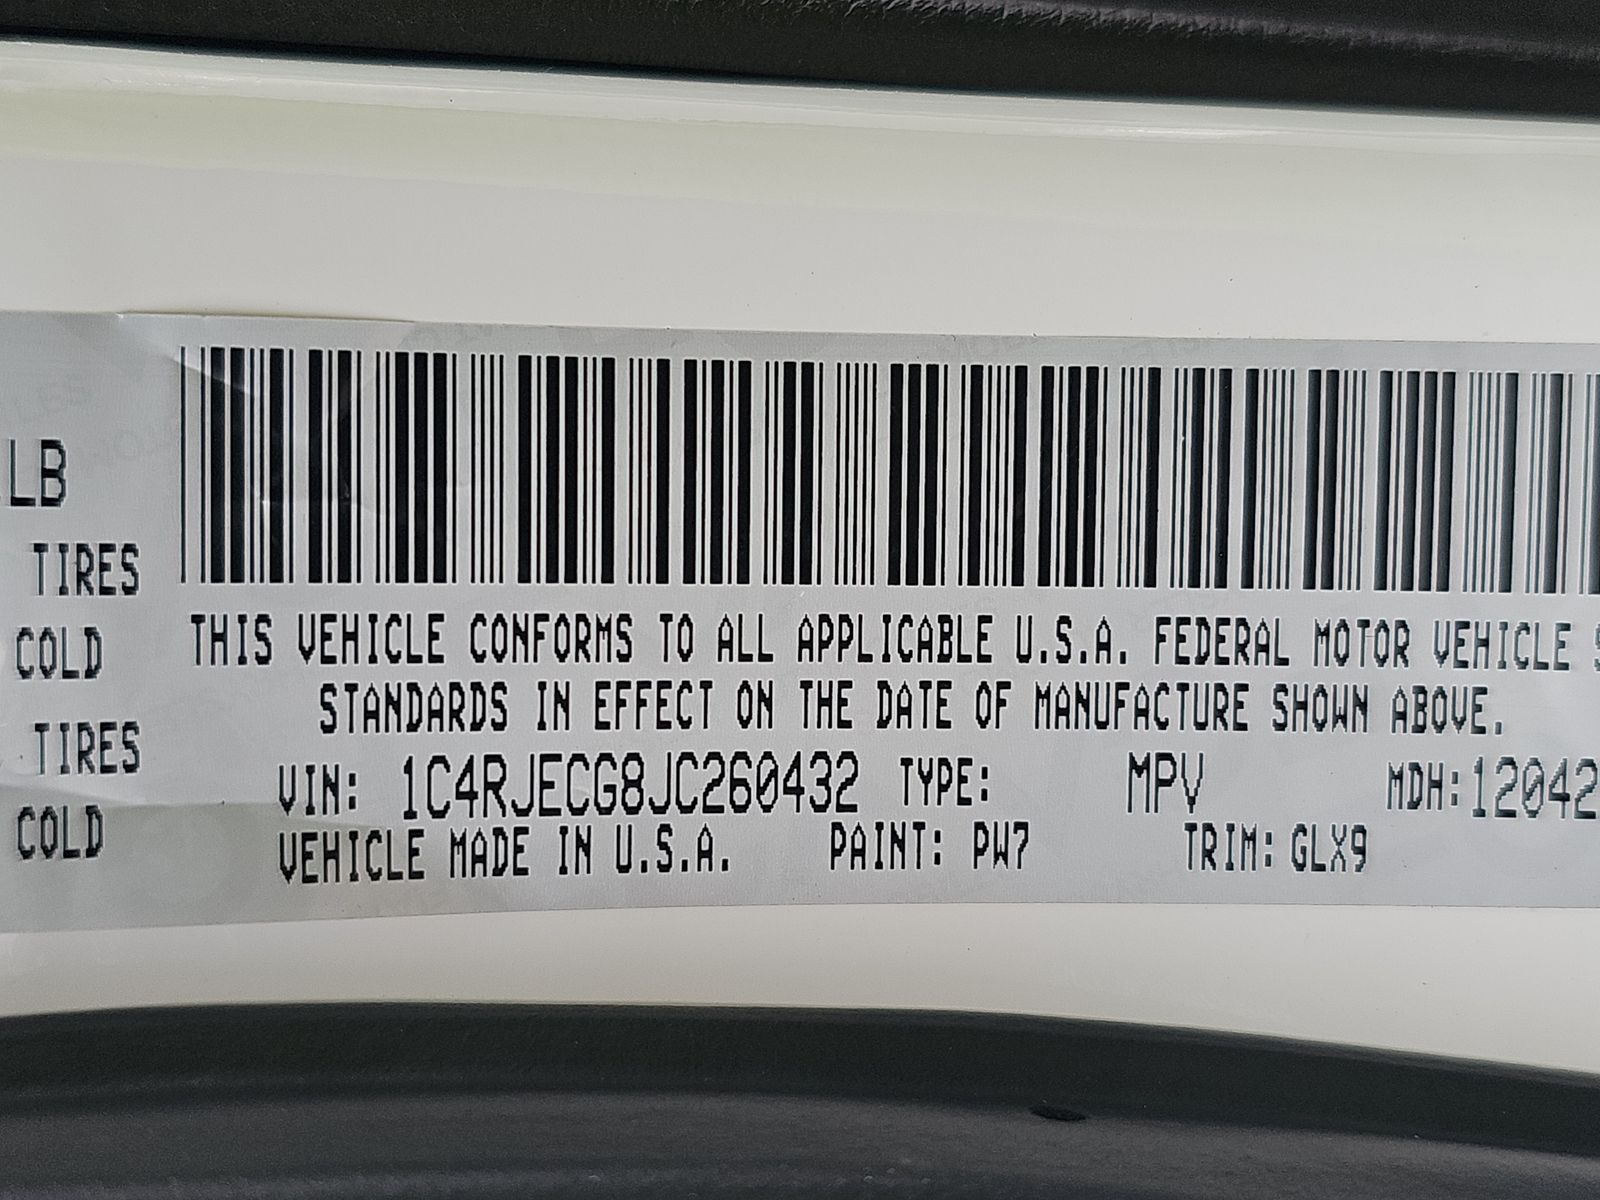 LB
TIRES
COLD
TIRES
COLD
THIS VEHICLE CONFORMS TO ALL APPLICABLE U.S.A. FEDERAL MOTOR VEHICLE S
STANDARDS IN EFFECT ON THE DATE OF MANUFACTURE SHOWN ABOVE.
VIN: 1C4RJECG8JC260432 TYPE: MPV MDH:12042
VEHICLE MADE IN U.S.A. PAINT: PW7 TRIM: GLX9